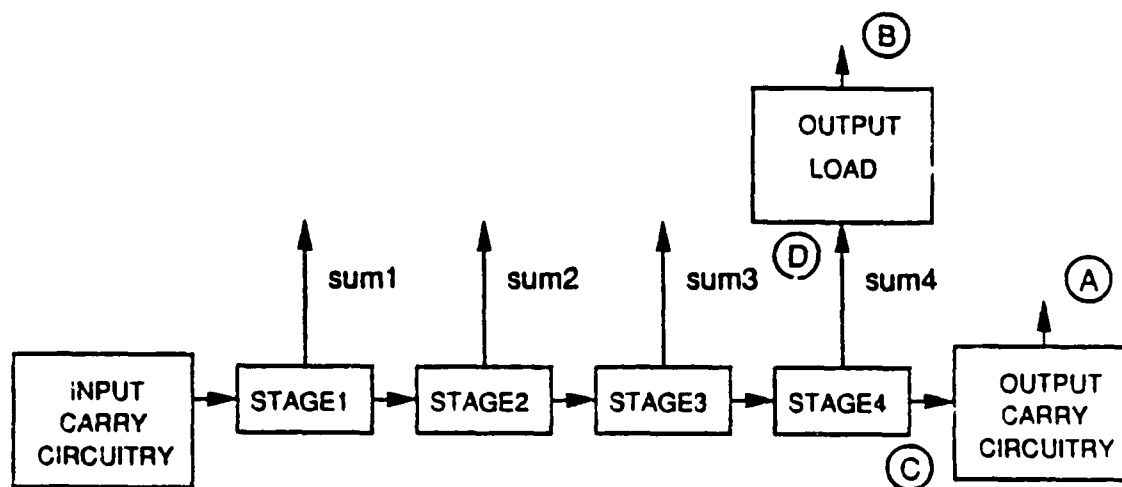 B
OUTPUT
LOAD
D
sum1
sum2
sum3
sum4
A
INPUT
CARRY
CIRCUITRY
STAGE1
STAGE2
STAGE3
STAGE4
OUTPUT
CARRY
CIRCUITRY
C